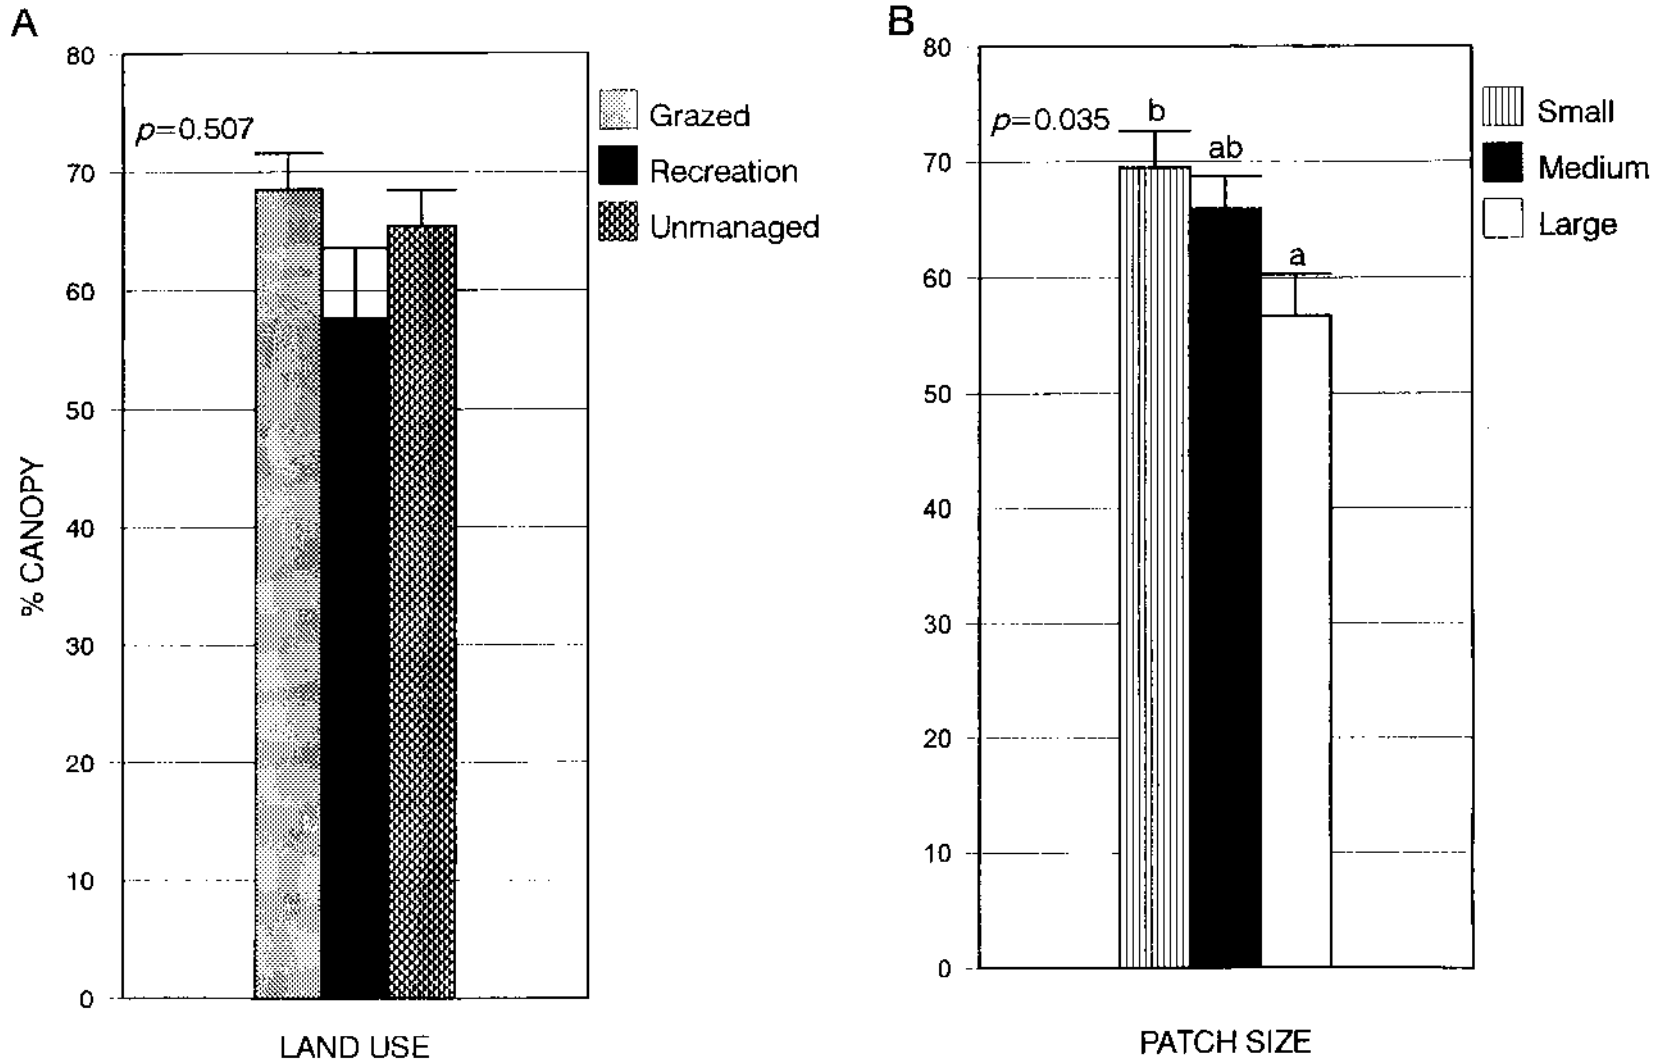 A
80
70
60
50
40
30
20
10
0
% CANOPY
p=0.507
Grazed
Recreation
Unmanaged
LAND USE
B
80
70
60
50
40
30
20
10
0
p=0.035
b
ab
a
Small
Medium
Large
PATCH SIZE